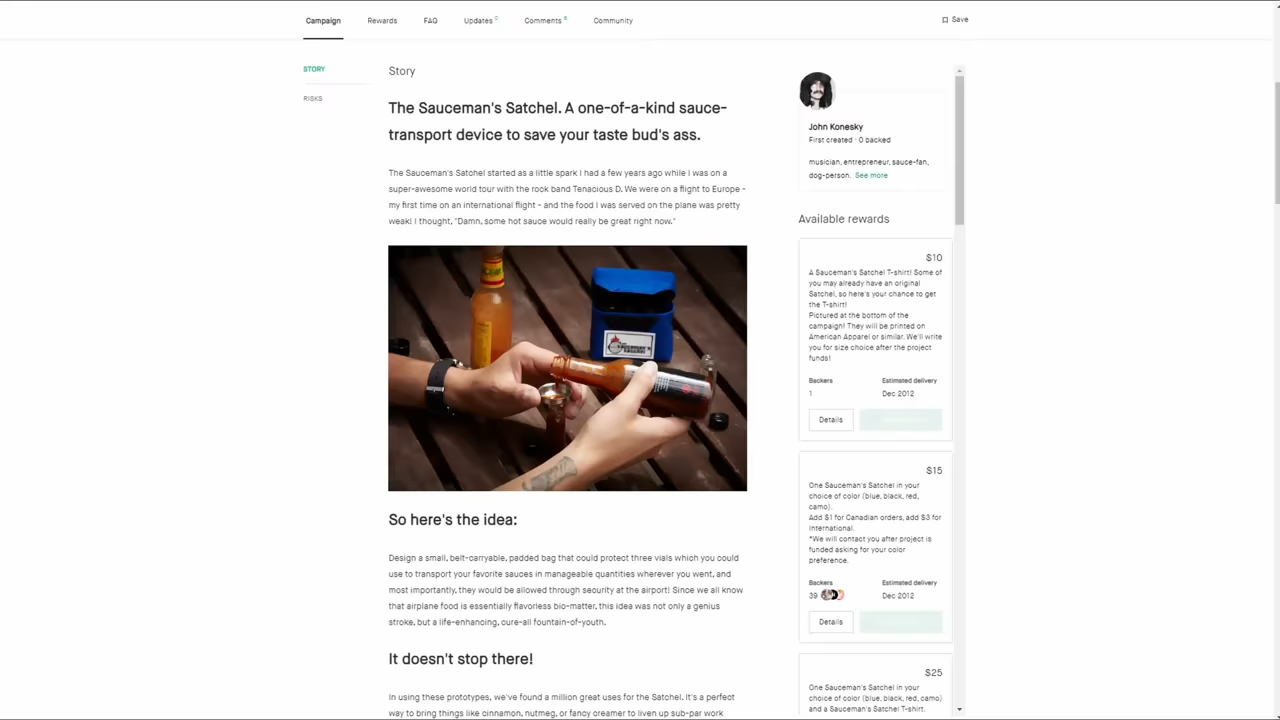 Campaign
Rewards
FAQ
Updates 0
Comments 6
Community
Save
STORY
RISKS
Story
The Sauceman's Satchel. A one-of-a-kind sauce-
transport device to save your taste bud's ass.
The Sauceman's Satchel started as a little spark I had a few years ago while I was on a
super-awesome world tour with the rock band Tenacious D. We were on a flight to Europe -
my first time on an international flight - and the food I was served on the plane was pretty
weak! I thought, "Damn, some hot sauce would really be great right now."
So here's the idea:
Design a small, belt-carryable, padded bag that could protect three vials which you could
use to transport your favorite sauces in manageable quantities wherever you went, and
most importantly, they would be allowed through security at the airport! Since we all know
that airplane food is essentially flavorless bio-matter, this idea was not only a genius
stroke, but a life-enhancing, cure-all fountain-of-youth.
It doesn't stop there!
In using these prototypes, we've found a million great uses for the Satchel. It's a perfect
way to bring things like cinnamon, nutmeg, or fancy creamer to liven up sub-par work
John Konesky
First created · 0 backed
musician, entrepreneur, sauce-fan,
dog-person. See more
Available rewards
$10
A Sauceman's Satchel T-shirt! Some of
you may already have an original
Satchel, so here's your chance to get
the T-shirt!
Pictured at the bottom of the
campaign! They will be printed on
American Apparel or similar. We'll write
you for size choice after the project
funds!
Backers Estimated delivery
1 Dec 2012
Details
$15
One Sauceman's Satchel in your
choice of color (blue, black, red,
camo).
Add $1 for Canadian orders, add $3 for
International.
*We will contact you after project is
funded asking for your color
preference.
Backers Estimated delivery
39 Dec 2012
Details
$25
One Sauceman's Satchel in your
choice of color (blue, black, red, camo)
and a Sauceman's Satchel T-shirt.